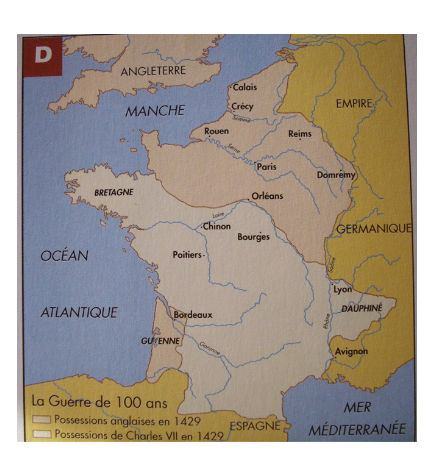 D
ANGLETERRE
Calais
MANCHE
Crécy
EMPIRE
Somme
Rouen
Reims
Seine
Paris
Domrémy
BRETAGNE
Orléans
Loire
Chinon
Bourges
GERMANIQUE
OCÉAN
Poitiers
Saône
Lyon
ATLANTIQUE
Bordeaux
DAUPHINÉ
Rhône
GUYENNE
Garonne
Avignon
La Guerre de 100 ans
MER
Possessions anglaises en 1429
ESPAGNE
MÉDITERRANÉE
Possessions de Charles VII en 1429